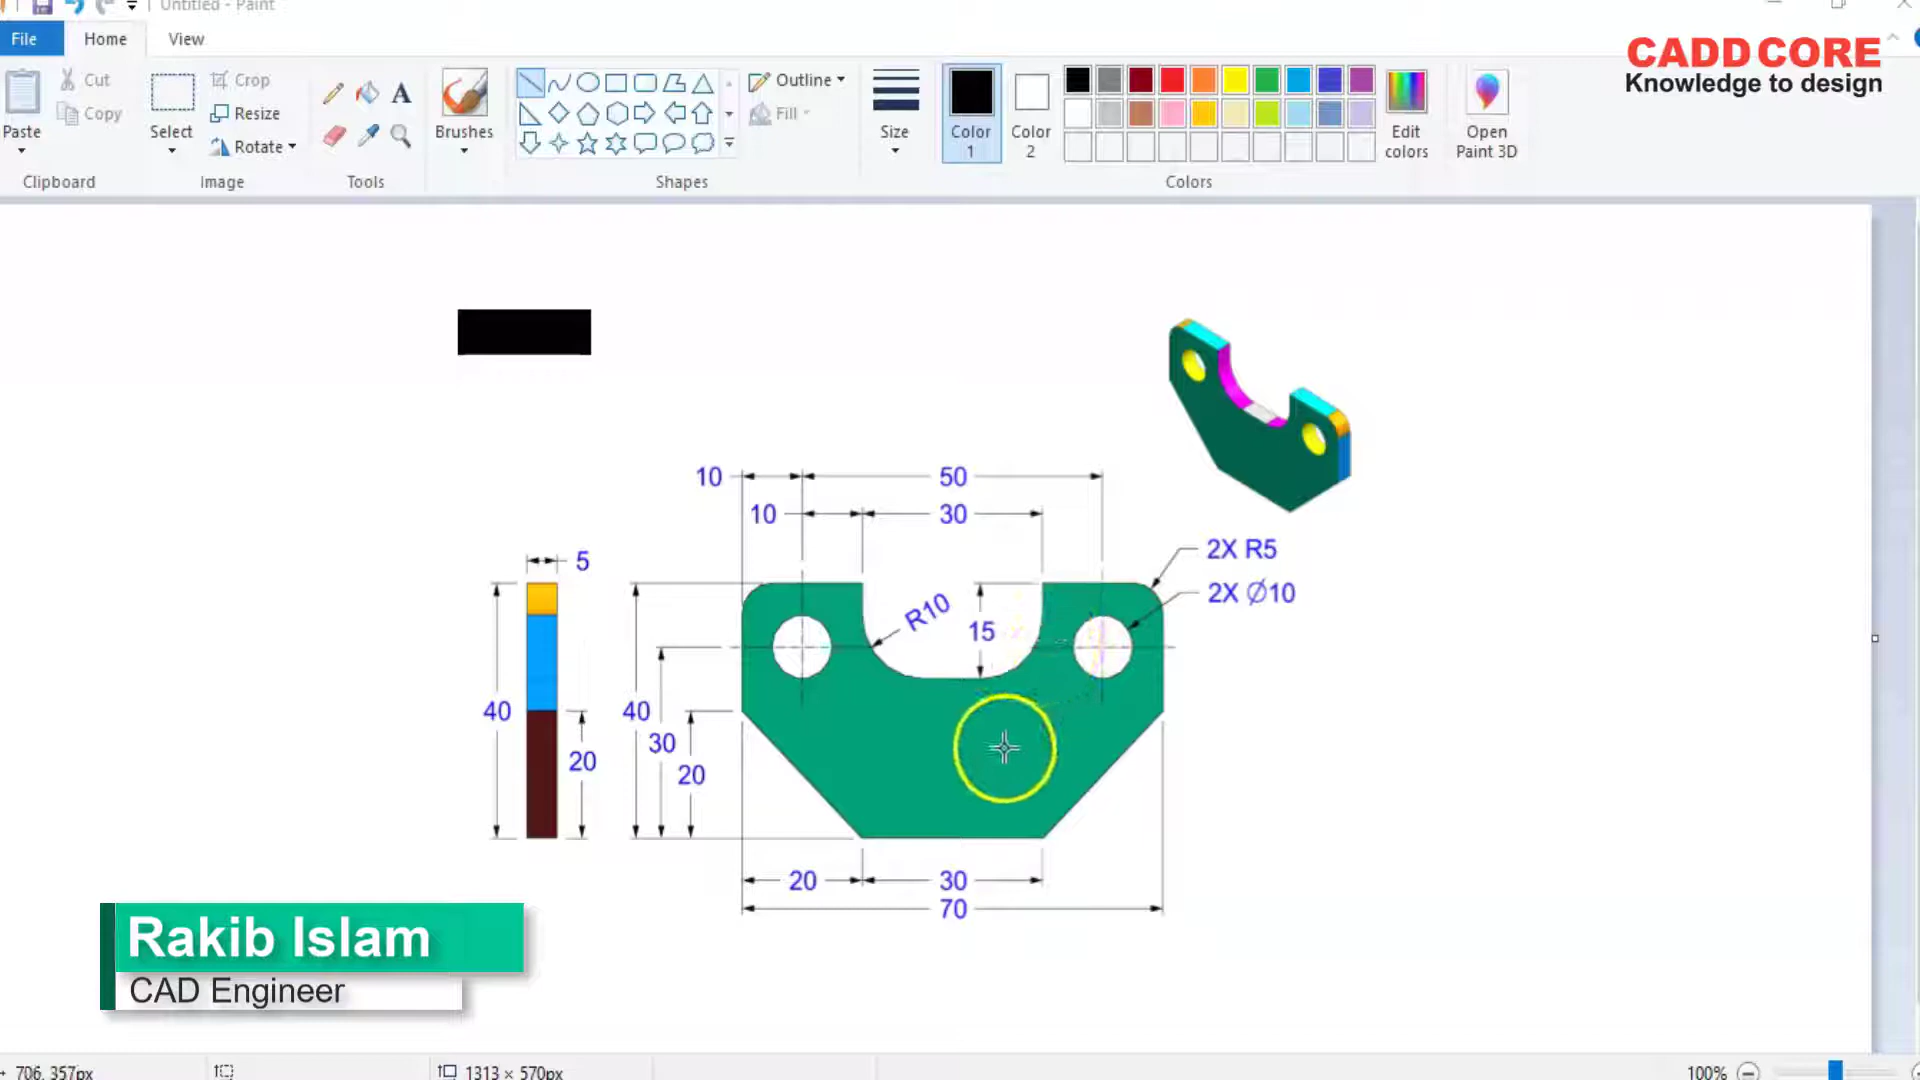 Untitled - Paint
File Home View
CADD CORE
Knowledge to design
Paste
Cut
Copy
Clipboard
Select
Crop
Resize
Rotate
Image
A
Tools
Brushes
Outline
Fill
Shapes
Size
Color 1
Color 2
Colors
Edit colors
Open Paint 3D
10 50
10 30
2X R5
2X Ø10
5
R10
15
40
20
40
30
20
20 30
70
Rakib Islam
CAD Engineer
706, 357px
1313 × 570px
100%